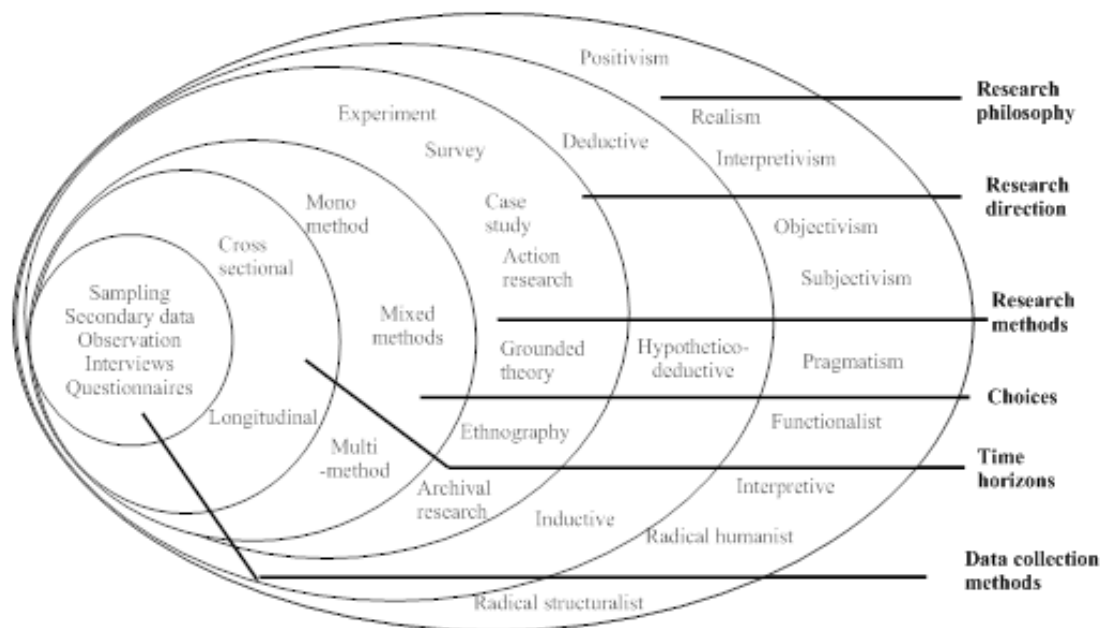 Positivism
Research
philosophy
Experiment
Realism
Deductive
Survey
Interpretivism
Research
direction
Mono
method
Case
study
Objectivism
Cross
sectional
Action
research
Subjectivism
Sampling
Secondary data
Observation
Interviews
Questionnaires
Mixed
methods
Research
methods
Grounded
theory
Hypothetico-
deductive
Pragmatism
Choices
Longitudinal
Functionalist
Ethnography
Multi
-method
Time
horizons
Archival
research
Interpretive
Inductive
Radical humanist
Data collection
methods
Radical structuralist